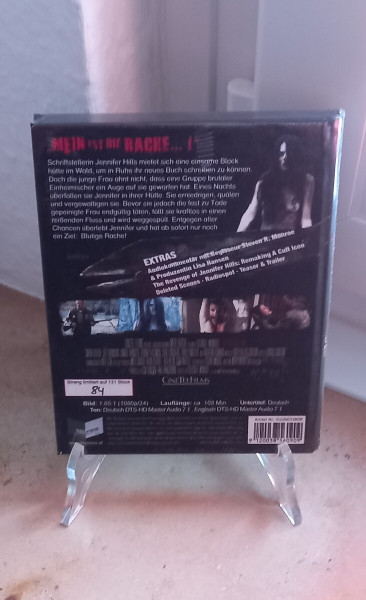 MEIN IST DIE RACHE... !
Schriftstellerin Jennifer Hills mietet sich eine einsame Block
hütte im Wald, um in Ruhe ihr neues Buch schreiben zu können.
Doch die junge Frau ahnt nicht, dass eine Gruppe brutaler
Einheimischer ein Auge auf sie geworfen hat. Eines Nachts
überfallen sie Jennifer in ihrer Hütte. Sie erniedrigen, quälen
und vergewaltigen sie. Bevor sie jedoch die fast zu Tode
gepeinigte Frau endgültig töten, fällt sie kraftlos in einen
reißenden Fluss und wird weggespült. Entgegen aller
Chancen überlebt Jennifer und hat ab sofort nur noch
ein Ziel: Blutige Rache!
EXTRAS
Audiokommentar mit Regisseur Steven R. Monroe
& Produzentin Lisa Hansen
The Revenge of Jennifer Hills: Remaking A Cult Icon
Deleted Scenes · Radiospot · Teaser & Trailer
CINETEL FILMS
Streng limitiert auf 131 Stück
84
Bild: 1.85:1 (1080p/24) Lauflänge: ca. 108 Min. Untertitel: Deutsch
Ton: Deutsch DTS-HD Master Audio 7.1, Englisch DTS-HD Master Audio 7.1